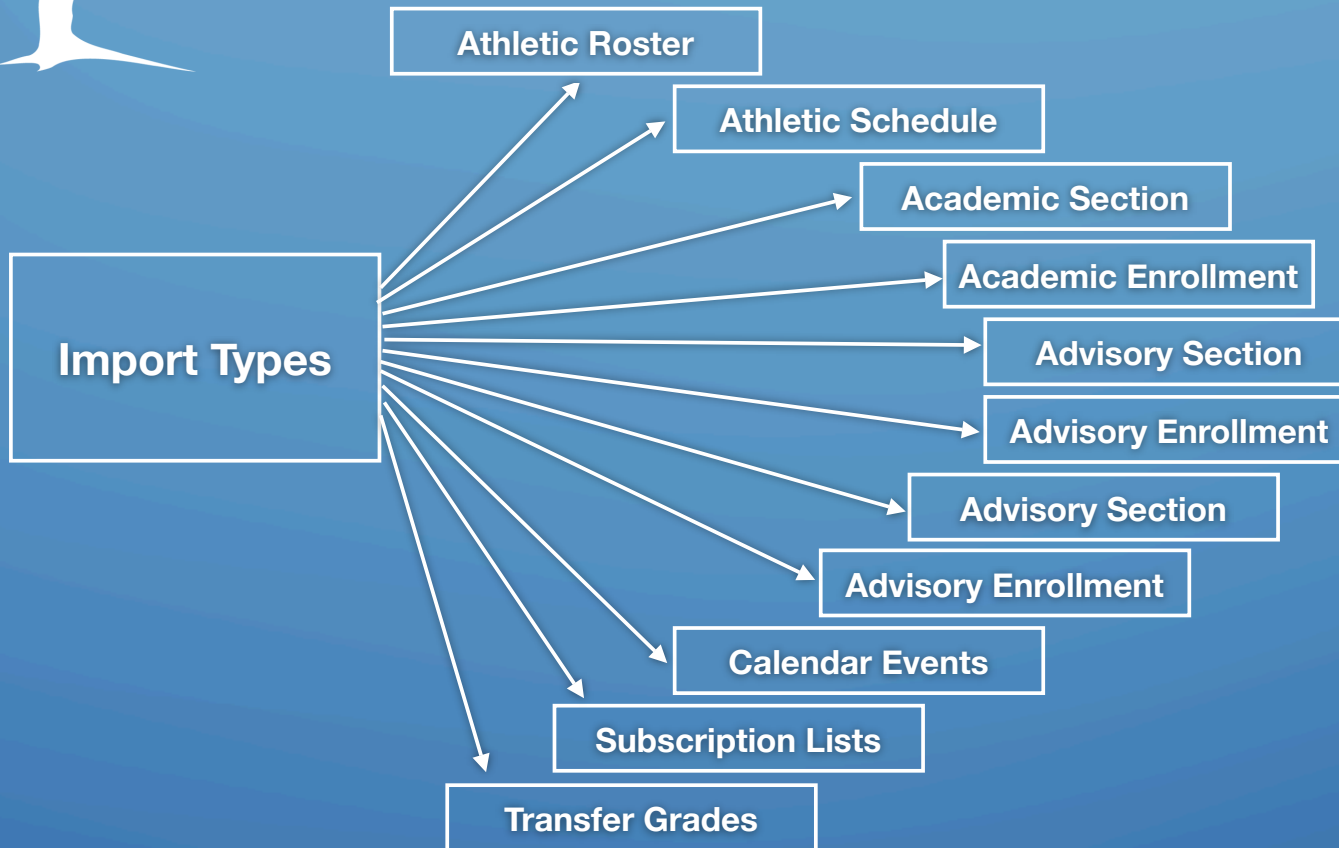 Athletic Roster
Athletic Schedule
Academic Section
Academic Enrollment
Import Types
Advisory Section
Advisory Enrollment
Advisory Section
Advisory Enrollment
Calendar Events
Subscription Lists
Transfer Grades